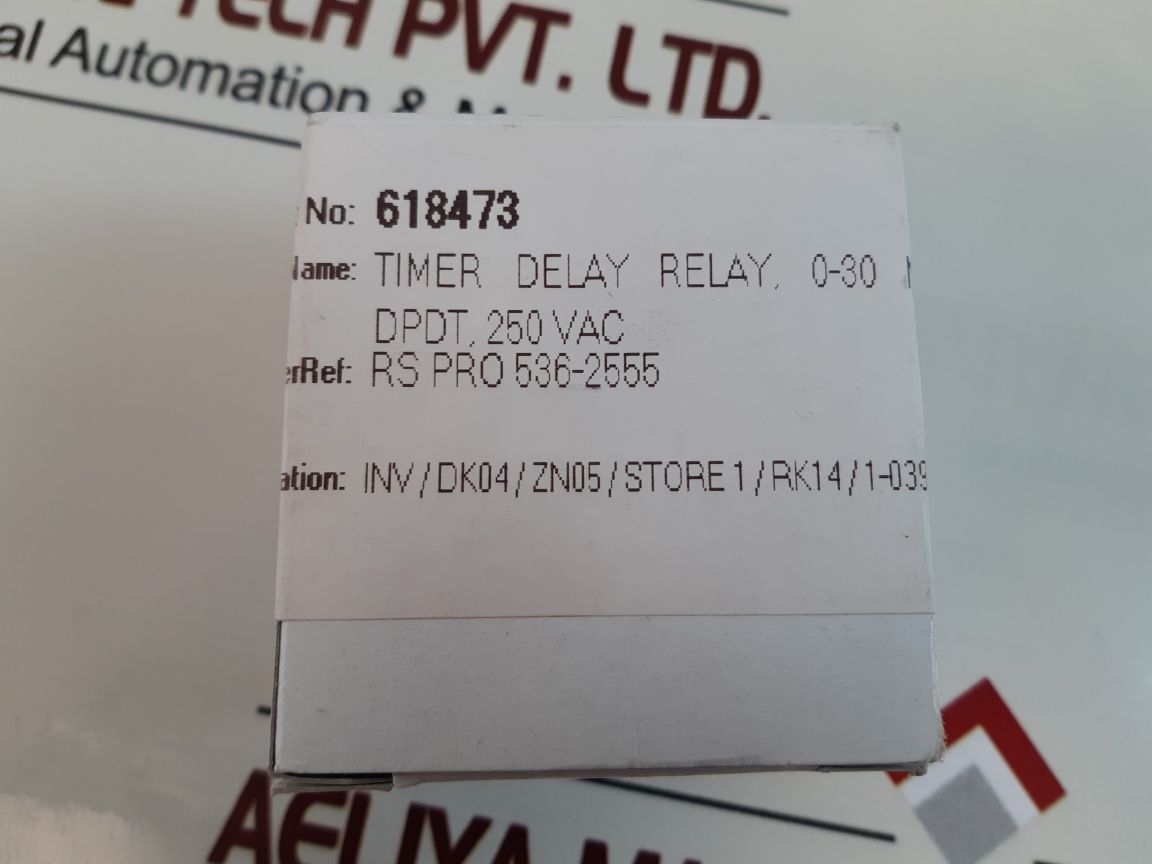 TECH PVT. LTD.
al Automation &
No: 618473
ame: TIMER DELAY RELAY, 0-30
DPDT, 250 VAC
erRef: RS PRO 536-2555
ation: INV/DK04/ZN05/STORE 1/RK14/1-039
AELIYA